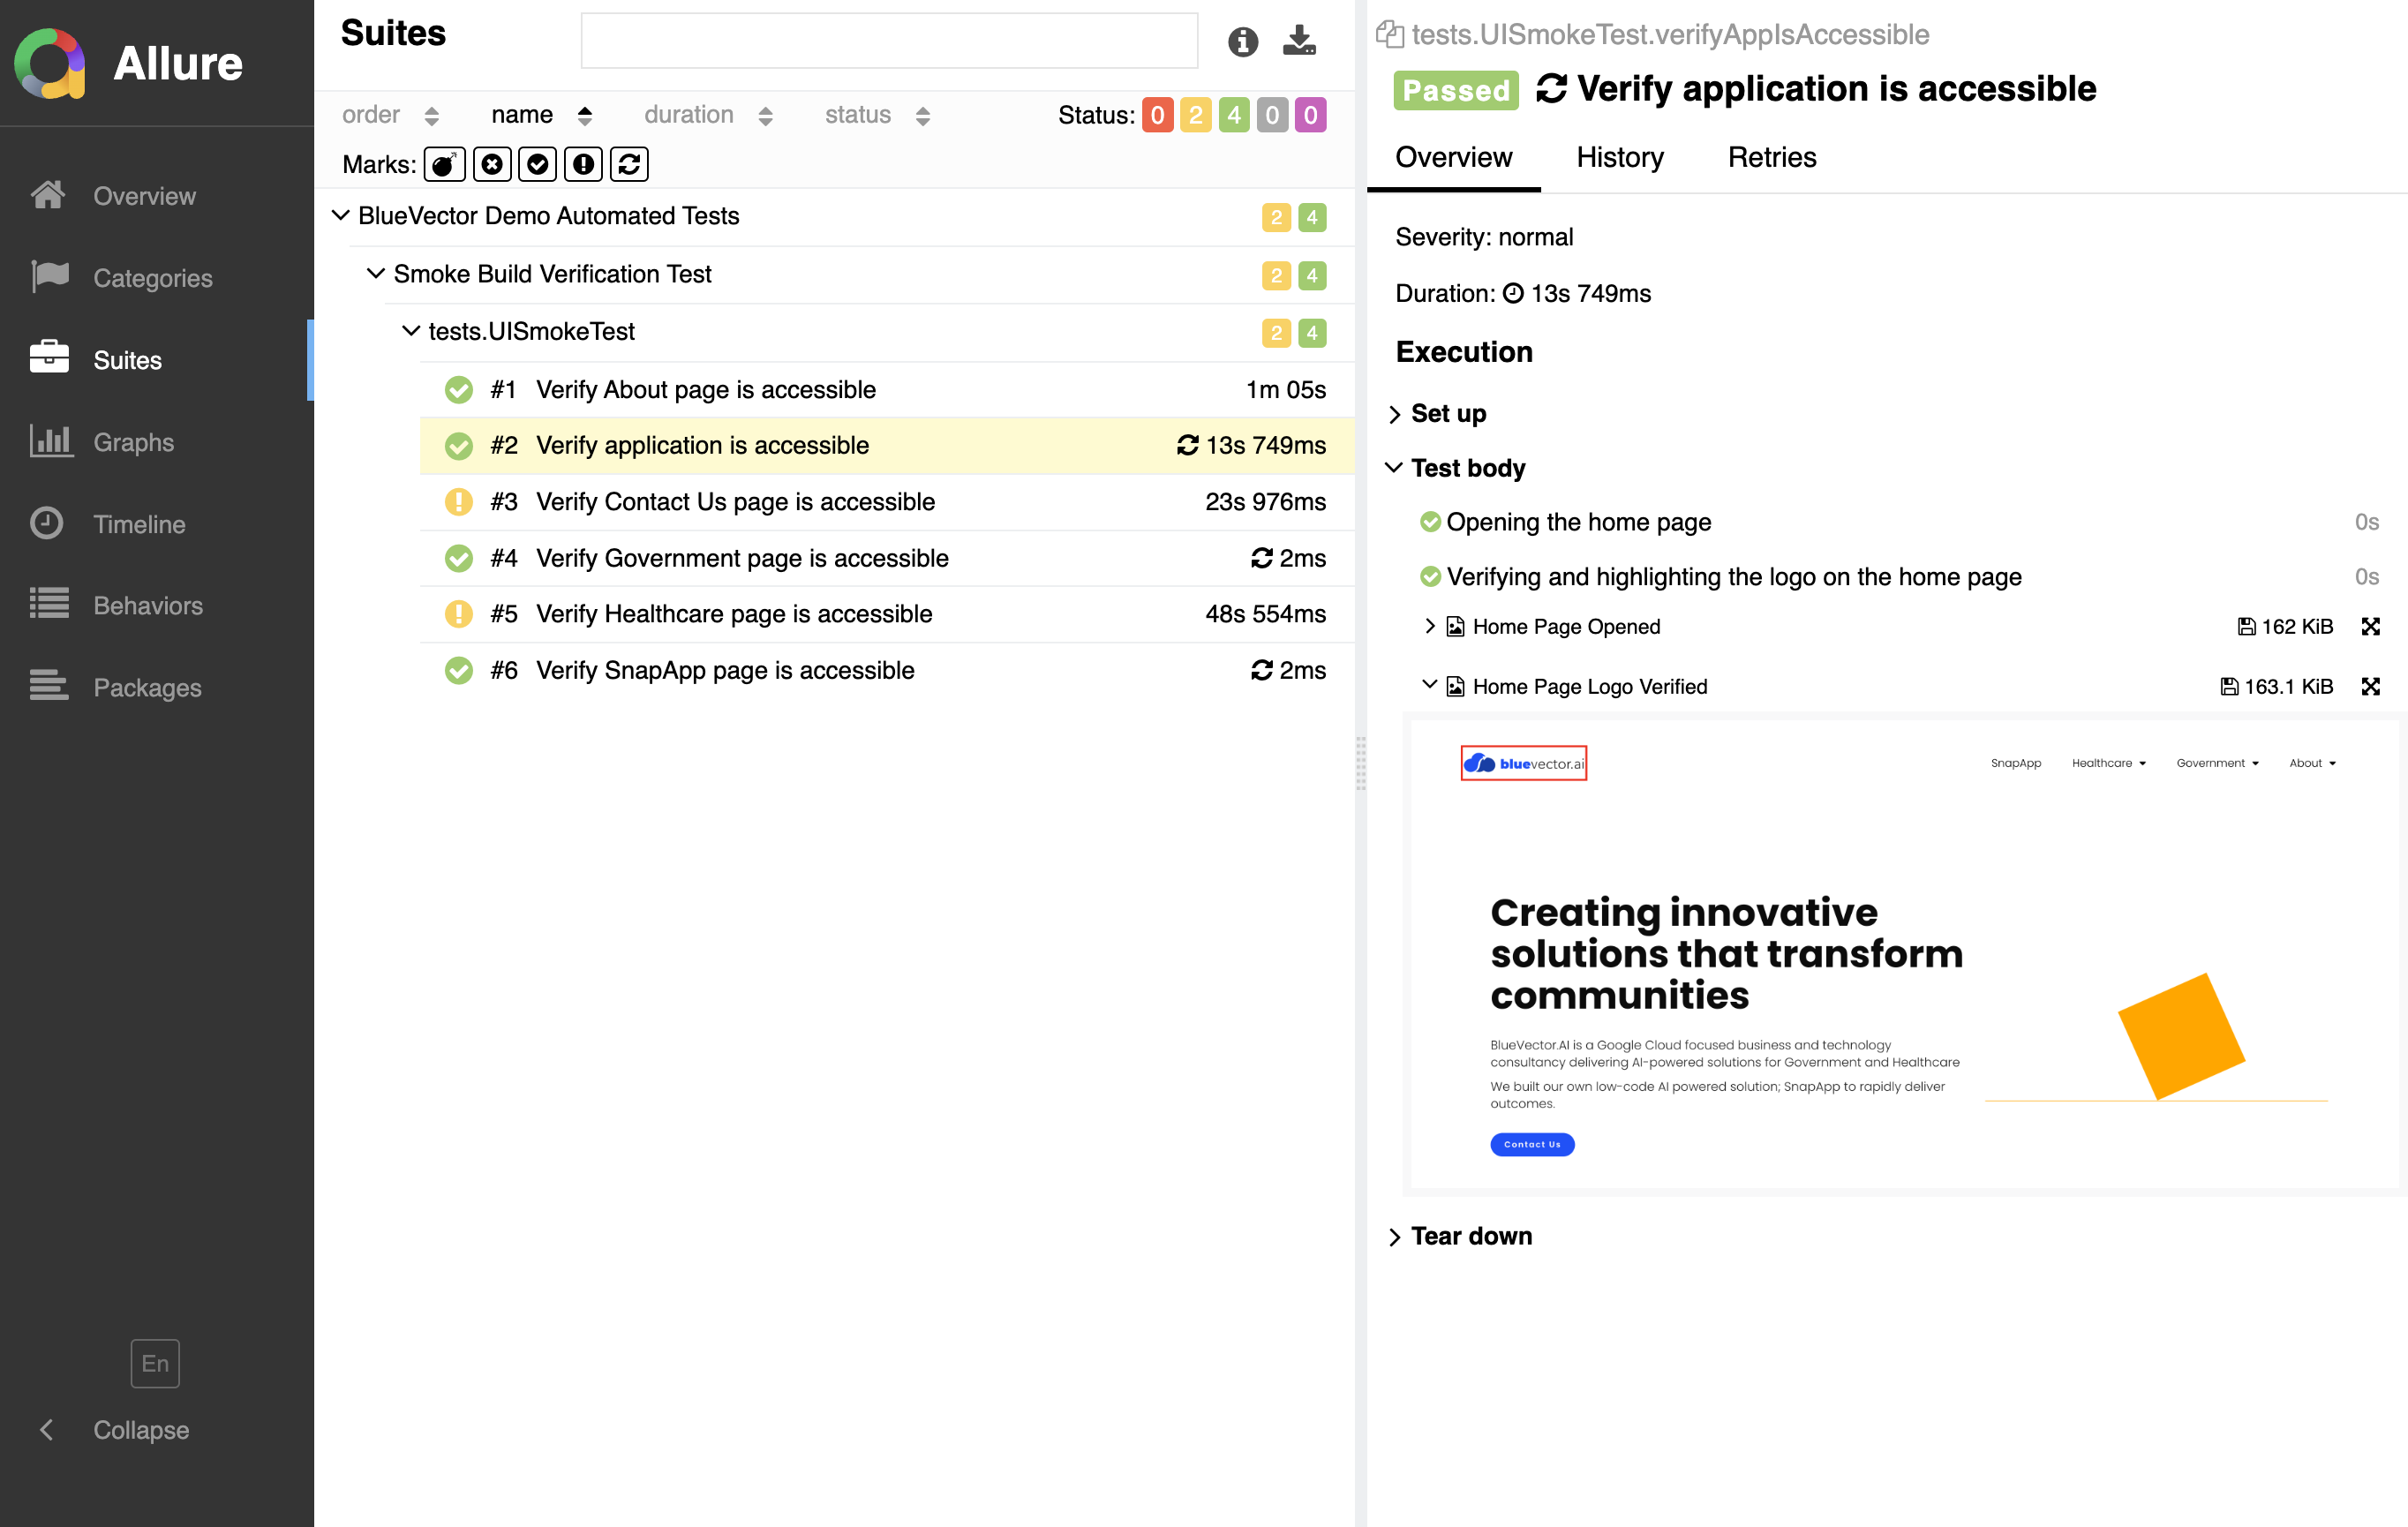 Allure
Overview
Categories
Suites
Graphs
Timeline
Behaviors
Packages
En
Collapse
Suites
order name duration status Status: 0 2 4 0 0
Marks:
BlueVector Demo Automated Tests 2 4
Smoke Build Verification Test 2 4
tests.UISmokeTest 2 4
#1 Verify About page is accessible 1m 05s
#2 Verify application is accessible 13s 749ms
#3 Verify Contact Us page is accessible 23s 976ms
#4 Verify Government page is accessible 2ms
#5 Verify Healthcare page is accessible 48s 554ms
#6 Verify SnapApp page is accessible 2ms
tests.UISmokeTest.verifyAppIsAccessible
Passed Verify application is accessible
Overview History Retries
Severity: normal
Duration: 13s 749ms
Execution
Set up
Test body
Opening the home page 0s
Verifying and highlighting the logo on the home page 0s
Home Page Opened 162 KiB
Home Page Logo Verified 163.1 KiB
bluevector.ai SnapApp Healthcare Government About
Creating innovative
solutions that transform
communities
BlueVector.AI is a Google Cloud focused business and technology
consultancy delivering AI-powered solutions for Government and Healthcare
We built our own low-code AI powered solution; SnapApp to rapidly deliver
outcomes.
Contact Us
Tear down